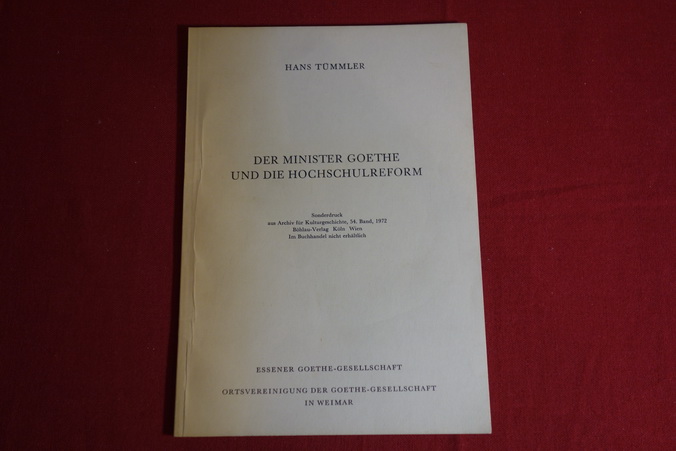 HANS TÜMMLER
DER MINISTER GOETHE
UND DIE HOCHSCHULREFORM
Sonderdruck
aus Archiv für Kulturgeschichte, 54. Band, 1972
Böhlau-Verlag Köln Wien
Im Buchhandel nicht erhältlich
ESSENER GOETHE-GESELLSCHAFT
ORTSVEREINIGUNG DER GOETHE-GESELLSCHAFT
IN WEIMAR